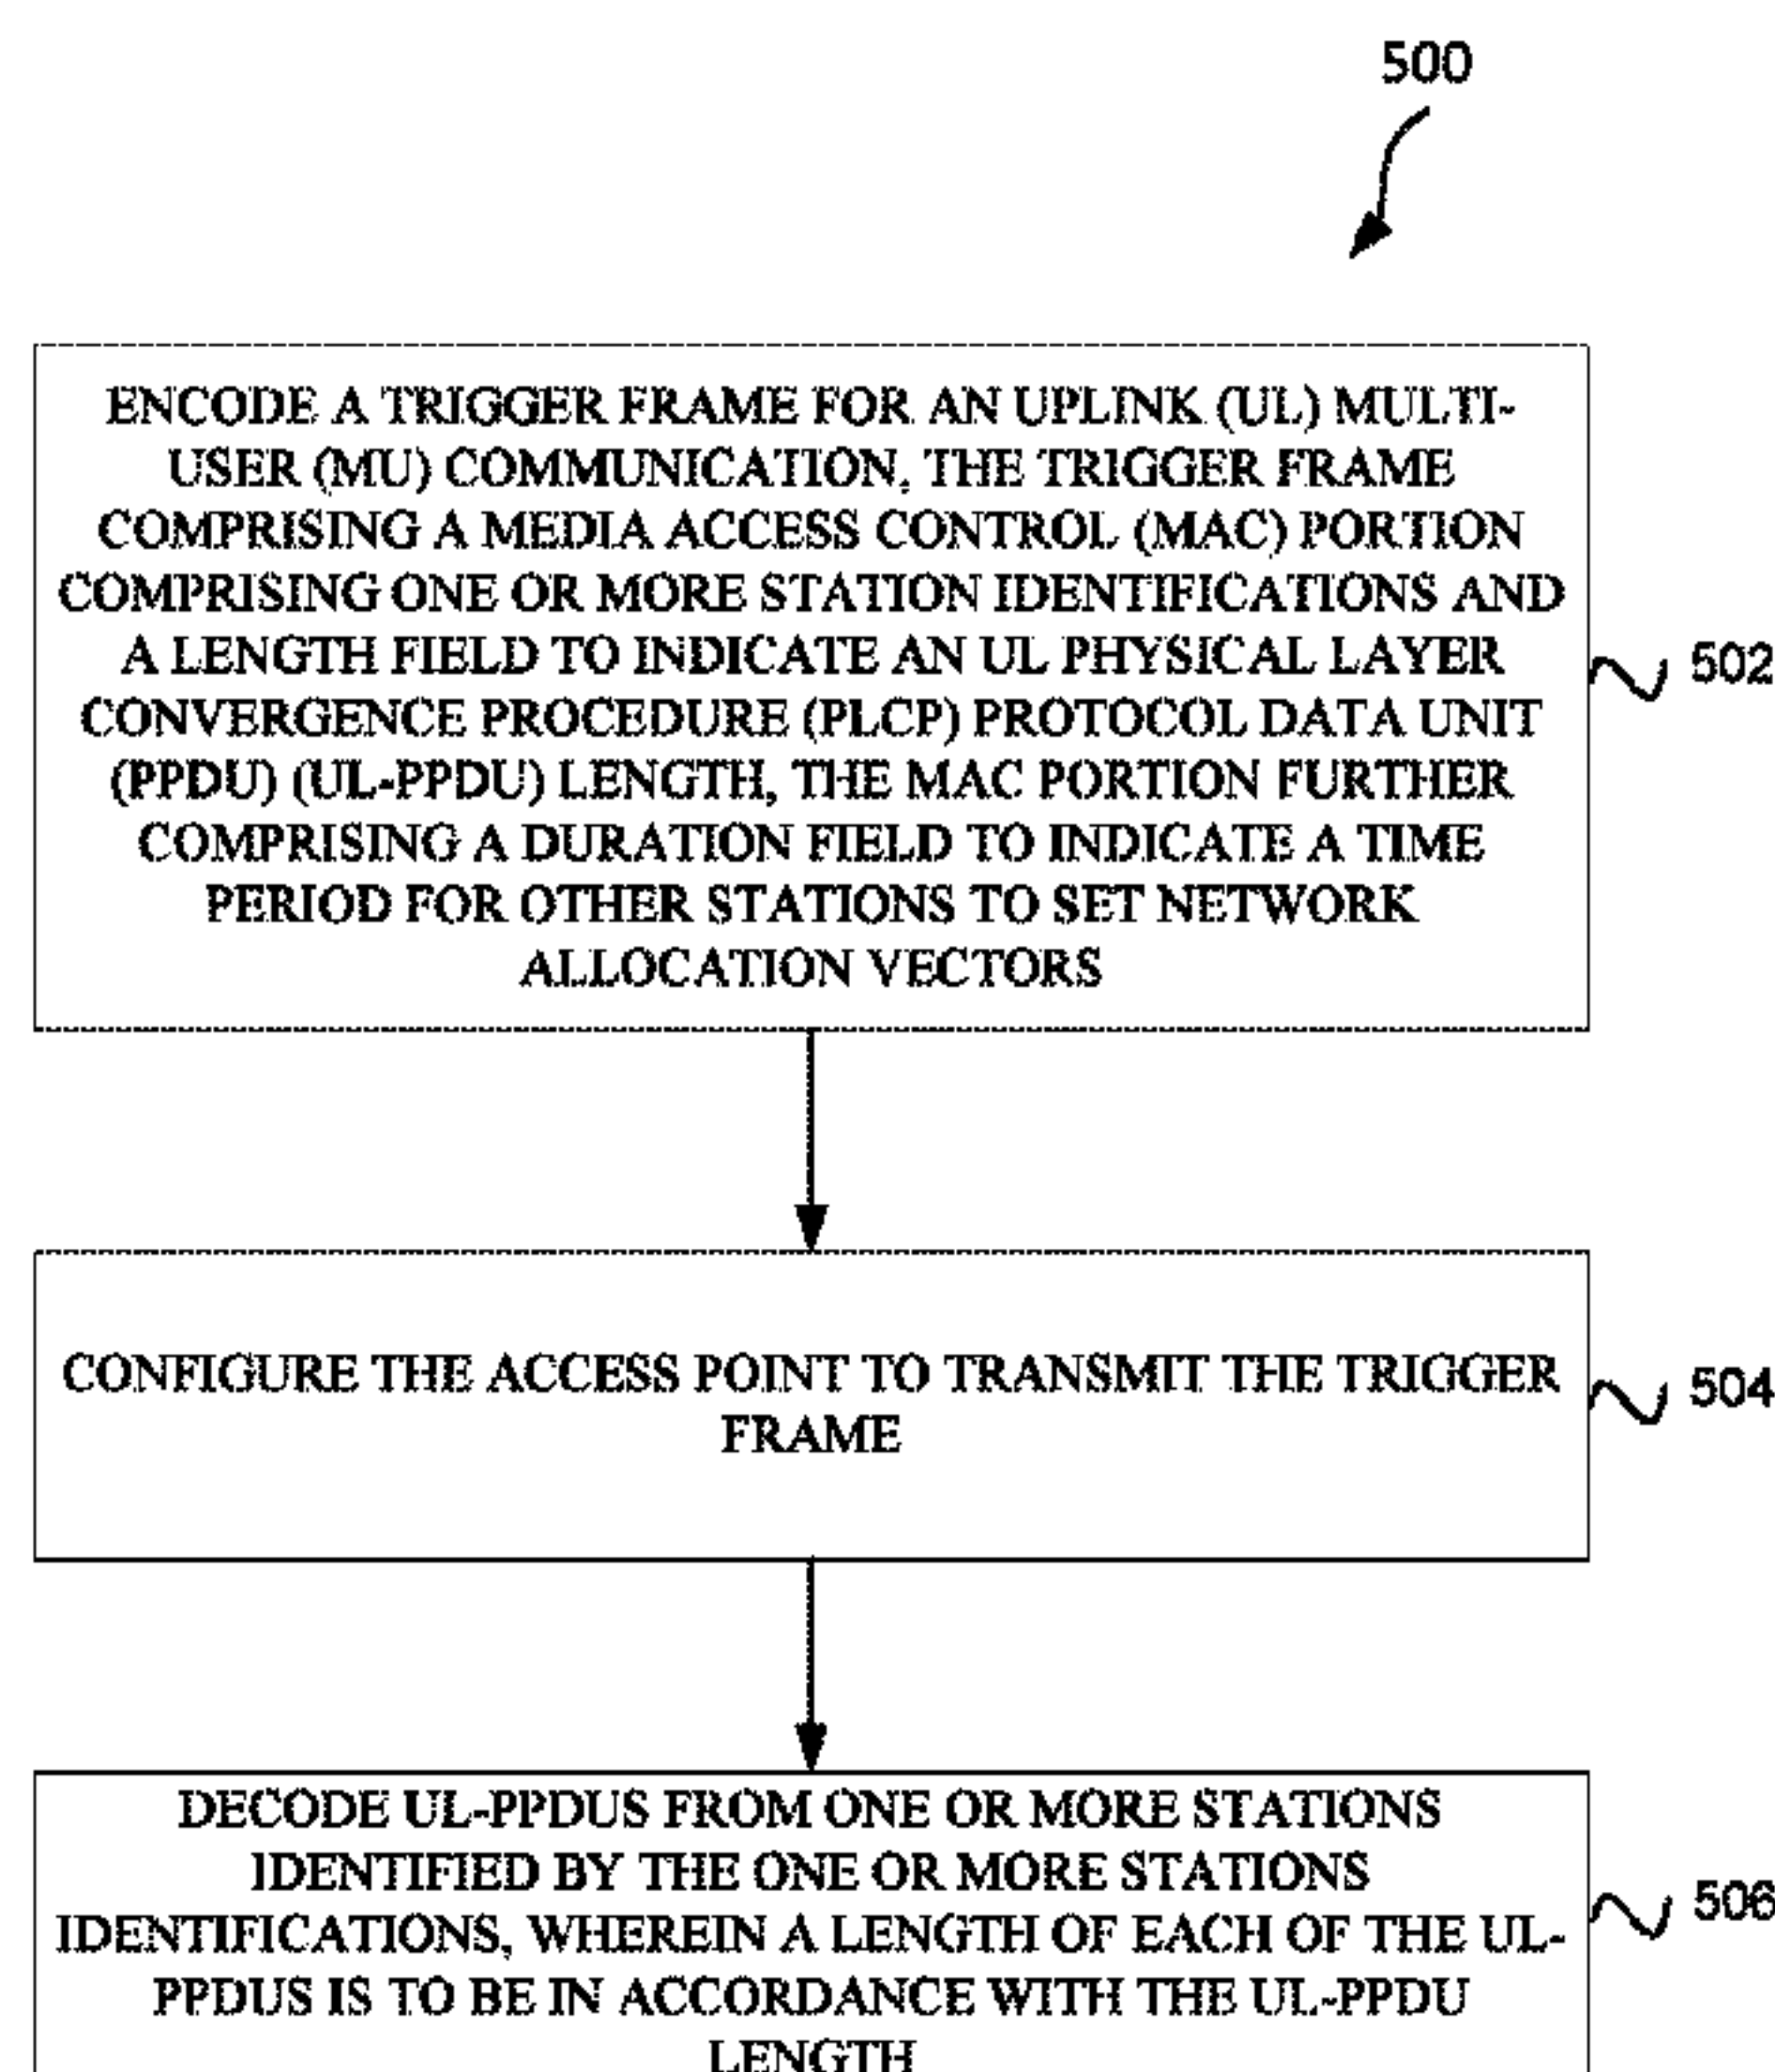 500
ENCODE A TRIGGER FRAME FOR AN UPLINK (UL) MULTI-
USER (MU) COMMUNICATION, THE TRIGGER FRAME
COMPRISING A MEDIA ACCESS CONTROL (MAC) PORTION
COMPRISING ONE OR MORE STATION IDENTIFICATIONS AND
A LENGTH FIELD TO INDICATE AN UL PHYSICAL LAYER
CONVERGENCE PROCEDURE (PLCP) PROTOCOL DATA UNIT
(PPDU) (UL-PPDU) LENGTH, THE MAC PORTION FURTHER
COMPRISING A DURATION FIELD TO INDICATE A TIME
PERIOD FOR OTHER STATIONS TO SET NETWORK
ALLOCATION VECTORS
502
CONFIGURE THE ACCESS POINT TO TRANSMIT THE TRIGGER
FRAME
504
DECODE UL-PPDUS FROM ONE OR MORE STATIONS
IDENTIFIED BY THE ONE OR MORE STATIONS
IDENTIFICATIONS, WHEREIN A LENGTH OF EACH OF THE UL-
PPDUS IS TO BE IN ACCORDANCE WITH THE UL-PPDU
LENGTH
506